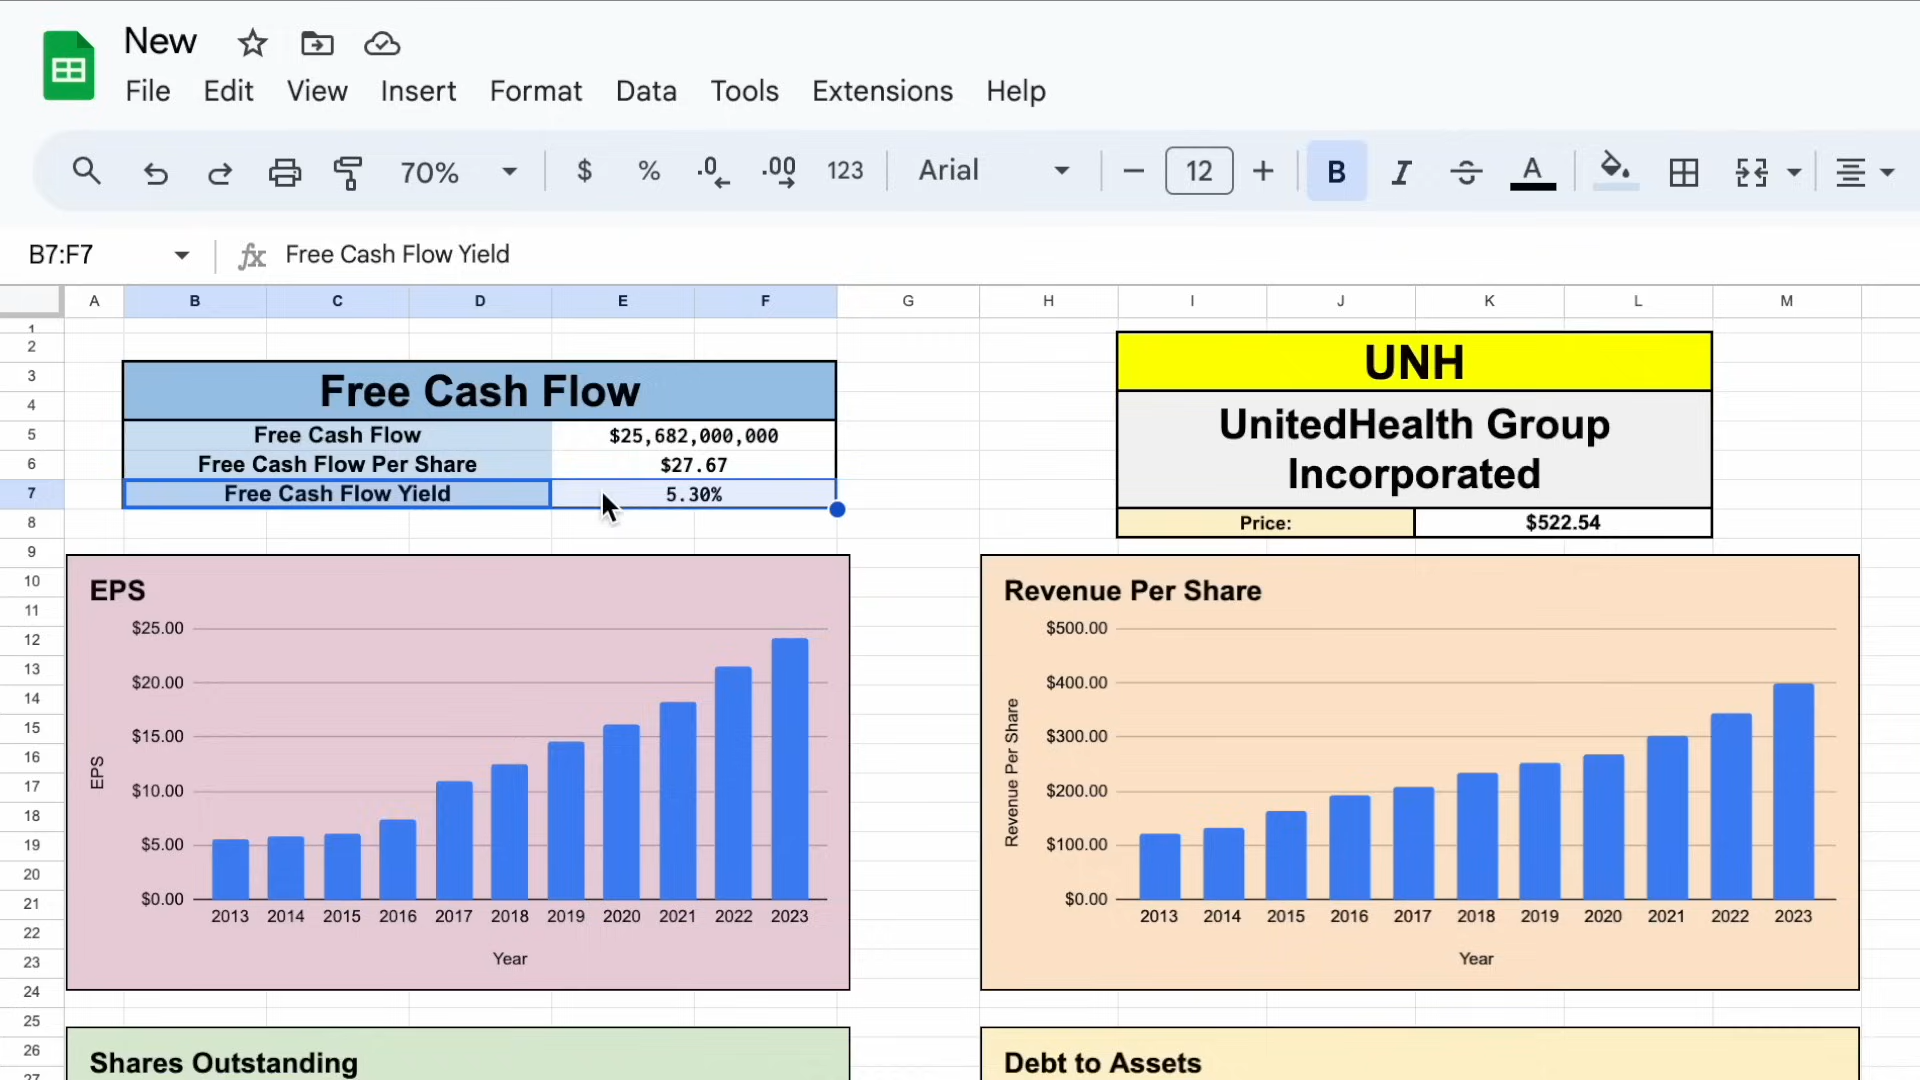 New
File Edit View Insert Format Data Tools Extensions Help
70% $ % .0 .00 123 Arial 12 B I S A
B7:F7 fx Free Cash Flow Yield
A B C D E F G H I J K L M
1
2
3
4
5
6
7
8
9
10
11
12
13
14
15
16
17
18
19
20
21
22
23
24
25
26
27
Free Cash Flow
Free Cash Flow $25,682,000,000
Free Cash Flow Per Share $27.67
Free Cash Flow Yield 5.30%
UNH
UnitedHealth Group
Incorporated
Price: $522.54
EPS
$25.00
$20.00
$15.00
$10.00
$5.00
$0.00
EPS
2013 2014 2015 2016 2017 2018 2019 2020 2021 2022 2023
Year
Revenue Per Share
$500.00
$400.00
$300.00
$200.00
$100.00
$0.00
Revenue Per Share
2013 2014 2015 2016 2017 2018 2019 2020 2021 2022 2023
Year
Shares Outstanding
Debt to Assets